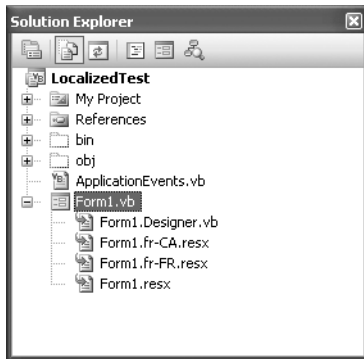 Solution Explorer
LocalizedTest
My Project
References
bin
obj
ApplicationEvents.vb
Form1.vb
Form1.Designer.vb
Form1.fr-CA.resx
Form1.fr-FR.resx
Form1.resx